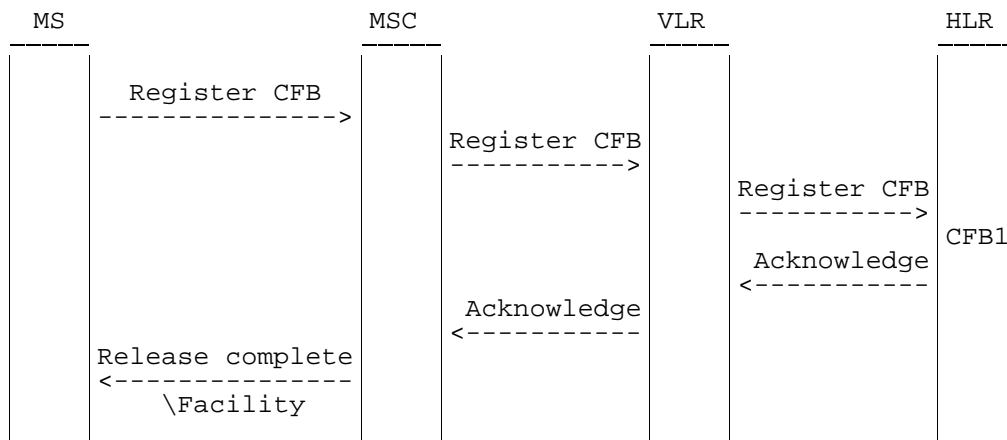 MS MSC VLR HLR
Register CFB
--------------->
Register CFB
----------->
Register CFB
----------->
CFB1
Acknowledge
<-----------
Acknowledge
<-----------
Release complete
<---------------
\Facility